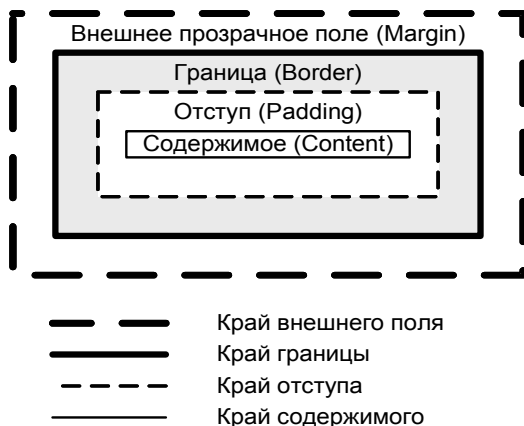 Внешнее прозрачное поле (Margin)
Граница (Border)
Отступ (Padding)
Содержимое (Content)
Край внешнего поля
Край границы
Край отступа
Край содержимого